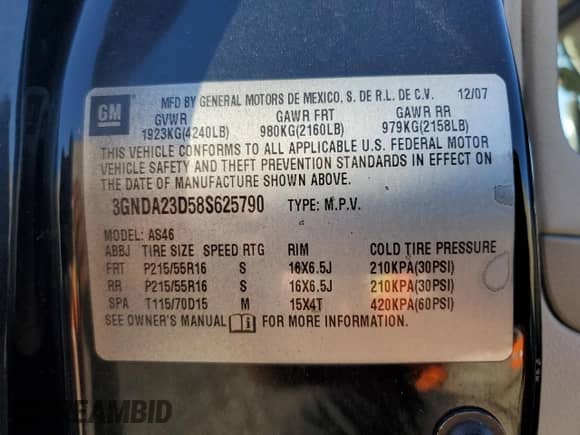 GM
MFD BY GENERAL MOTORS DE MEXICO, S. DE R.L. DE C.V. 12/07
GVWR GAWR FRT GAWR RR
1923KG(4240LB) 980KG(2160LB) 979KG(2158LB)
THIS VEHICLE CONFORMS TO ALL APPLICABLE U.S. FEDERAL MOTOR
VEHICLE SAFETY AND THEFT PREVENTION STANDARDS IN EFFECT ON
THE DATE OF MANUFACTURE SHOWN ABOVE.
3GNDA23D58S625790 TYPE: M.P.V.
MODEL: AS46
ABBJ TIRE SIZE SPEED RTG RIM COLD TIRE PRESSURE
FRT P215/55R16 S 16X6.5J 210KPA(30PSI)
RR P215/55R16 S 16X6.5J 210KPA(30PSI)
SPA T115/70D15 M 15X4T 420KPA(60PSI)
SEE OWNER'S MANUAL FOR MORE INFORMATION.